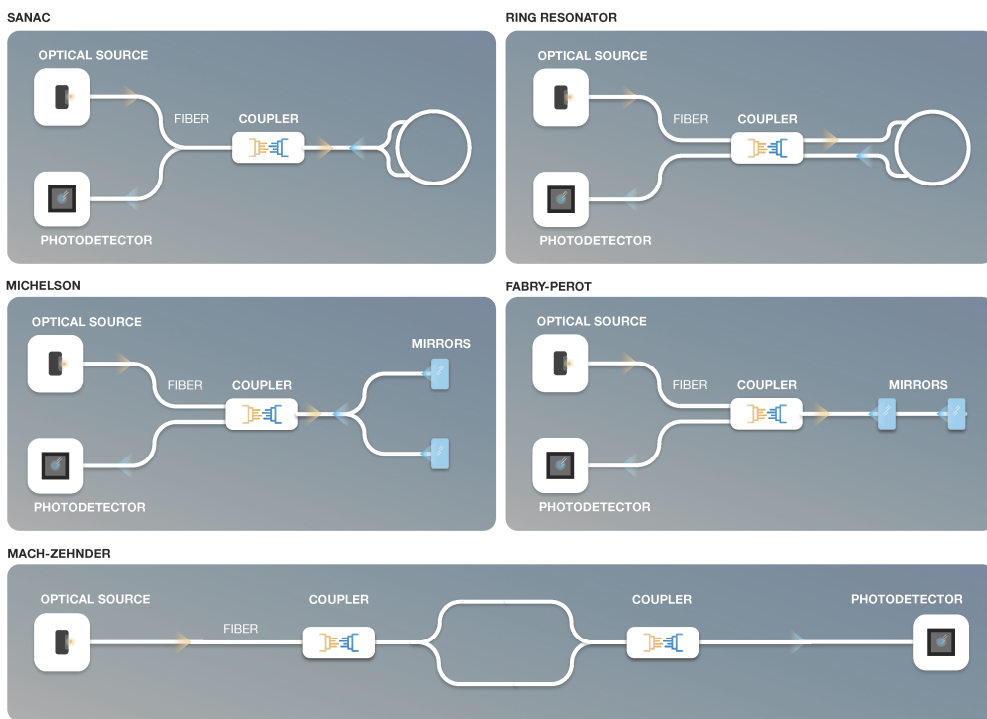 SANAC
OPTICAL SOURCE
FIBER
COUPLER
PHOTODETECTOR
RING RESONATOR
OPTICAL SOURCE
FIBER
COUPLER
PHOTODETECTOR
MICHELSON
OPTICAL SOURCE
MIRRORS
FIBER
COUPLER
PHOTODETECTOR
FABRY-PEROT
OPTICAL SOURCE
FIBER
COUPLER
MIRRORS
PHOTODETECTOR
MACH-ZEHNDER
OPTICAL SOURCE
COUPLER
COUPLER
PHOTODETECTOR
FIBER